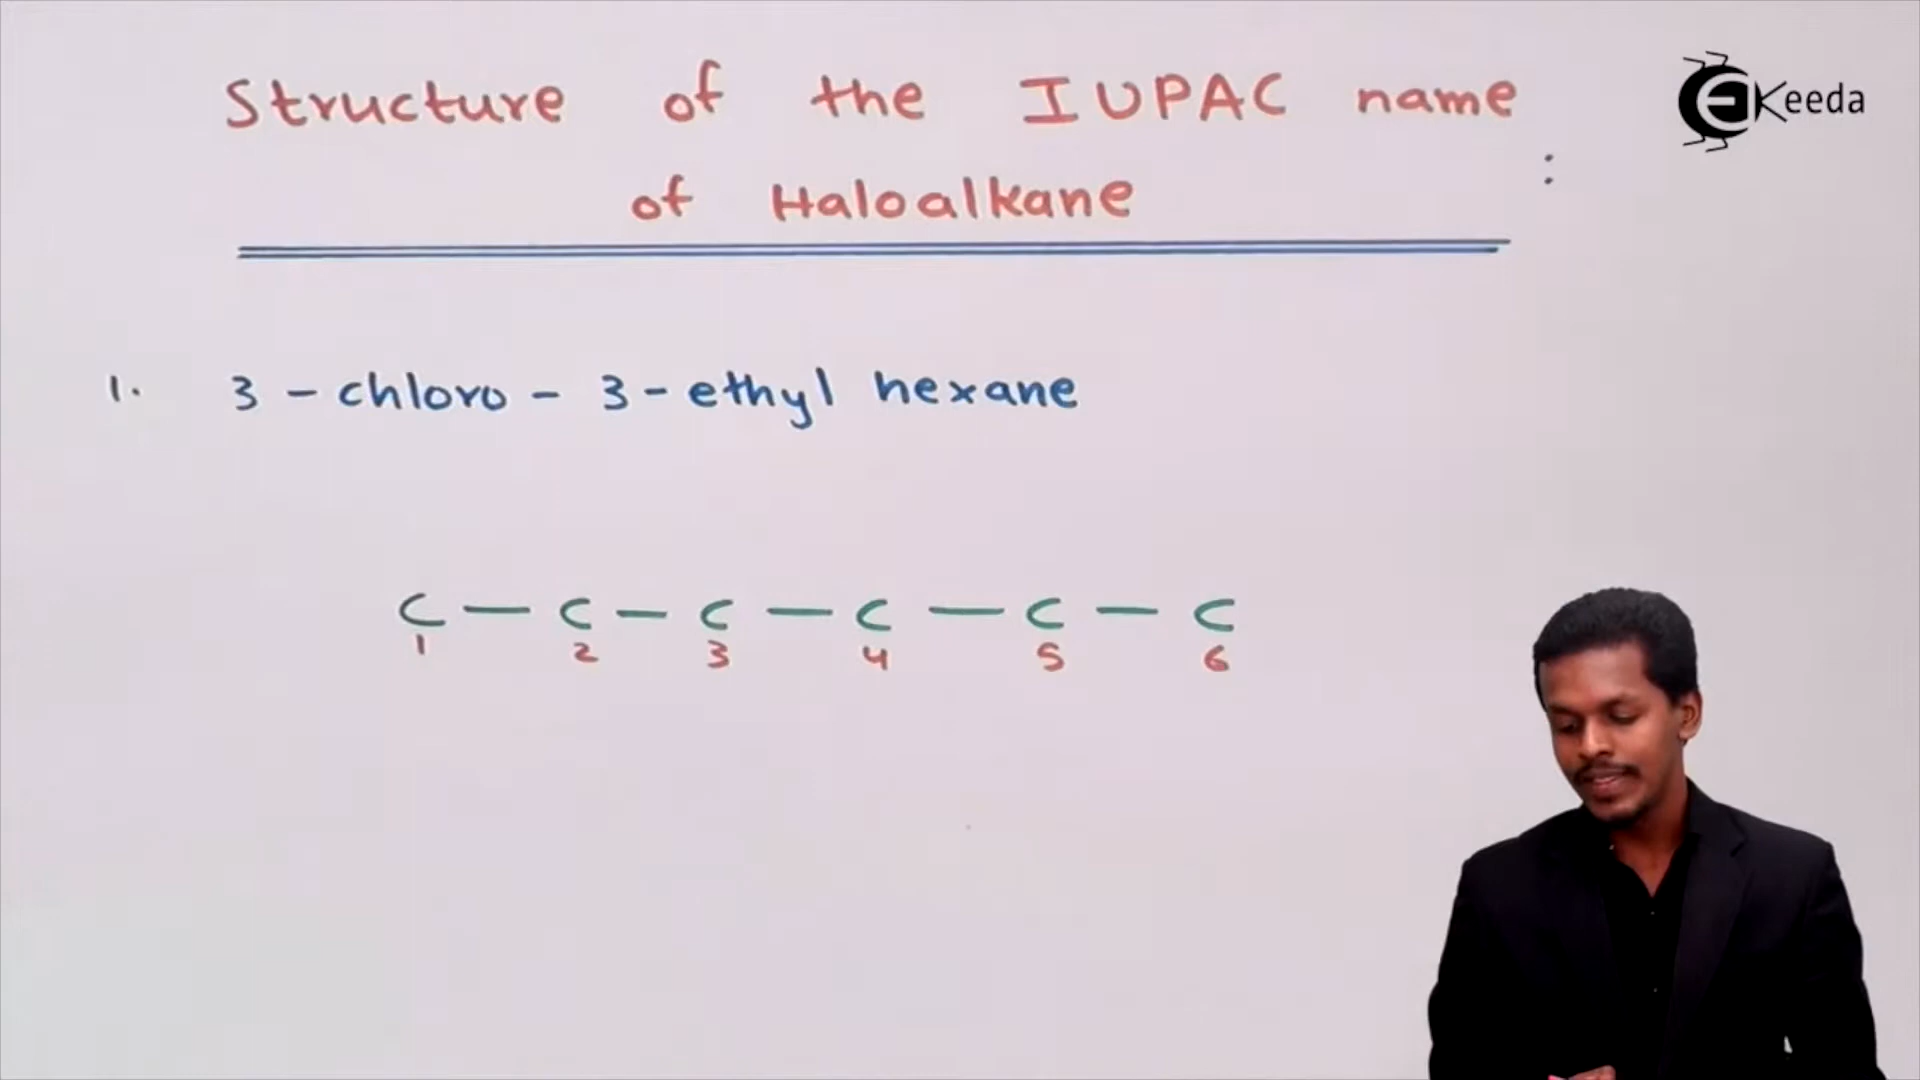 Structure of the IUPAC name
of Haloalkane :
EKeeda
1. 3 - chloro - 3 - ethyl hexane
C — C — C — C — C — C
1 2 3 4 5 6